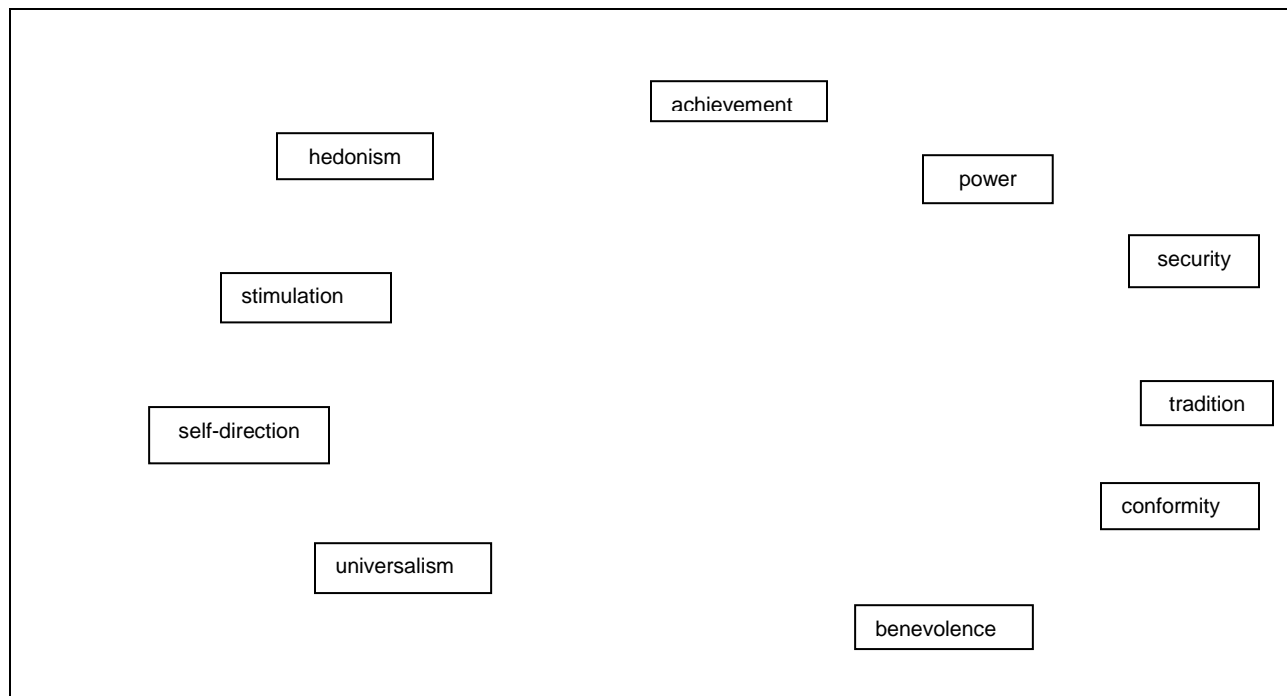 achievement
hedonism
power
security
stimulation
tradition
self-direction
conformity
universalism
benevolence